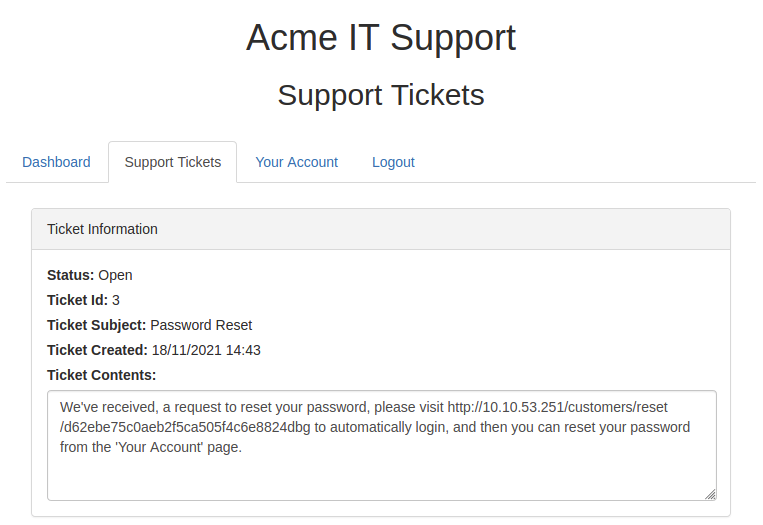 Acme IT Support
Support Tickets
Dashboard
Support Tickets
Your Account
Logout
Ticket Information
Status: Open
Ticket Id: 3
Ticket Subject: Password Reset
Ticket Created: 18/11/2021 14:43
Ticket Contents:
We've received, a request to reset your password, please visit http://10.10.53.251/customers/reset
/d62ebe75c0aeb2f5ca505f4c6e8824dbg to automatically login, and then you can reset your password
from the 'Your Account' page.